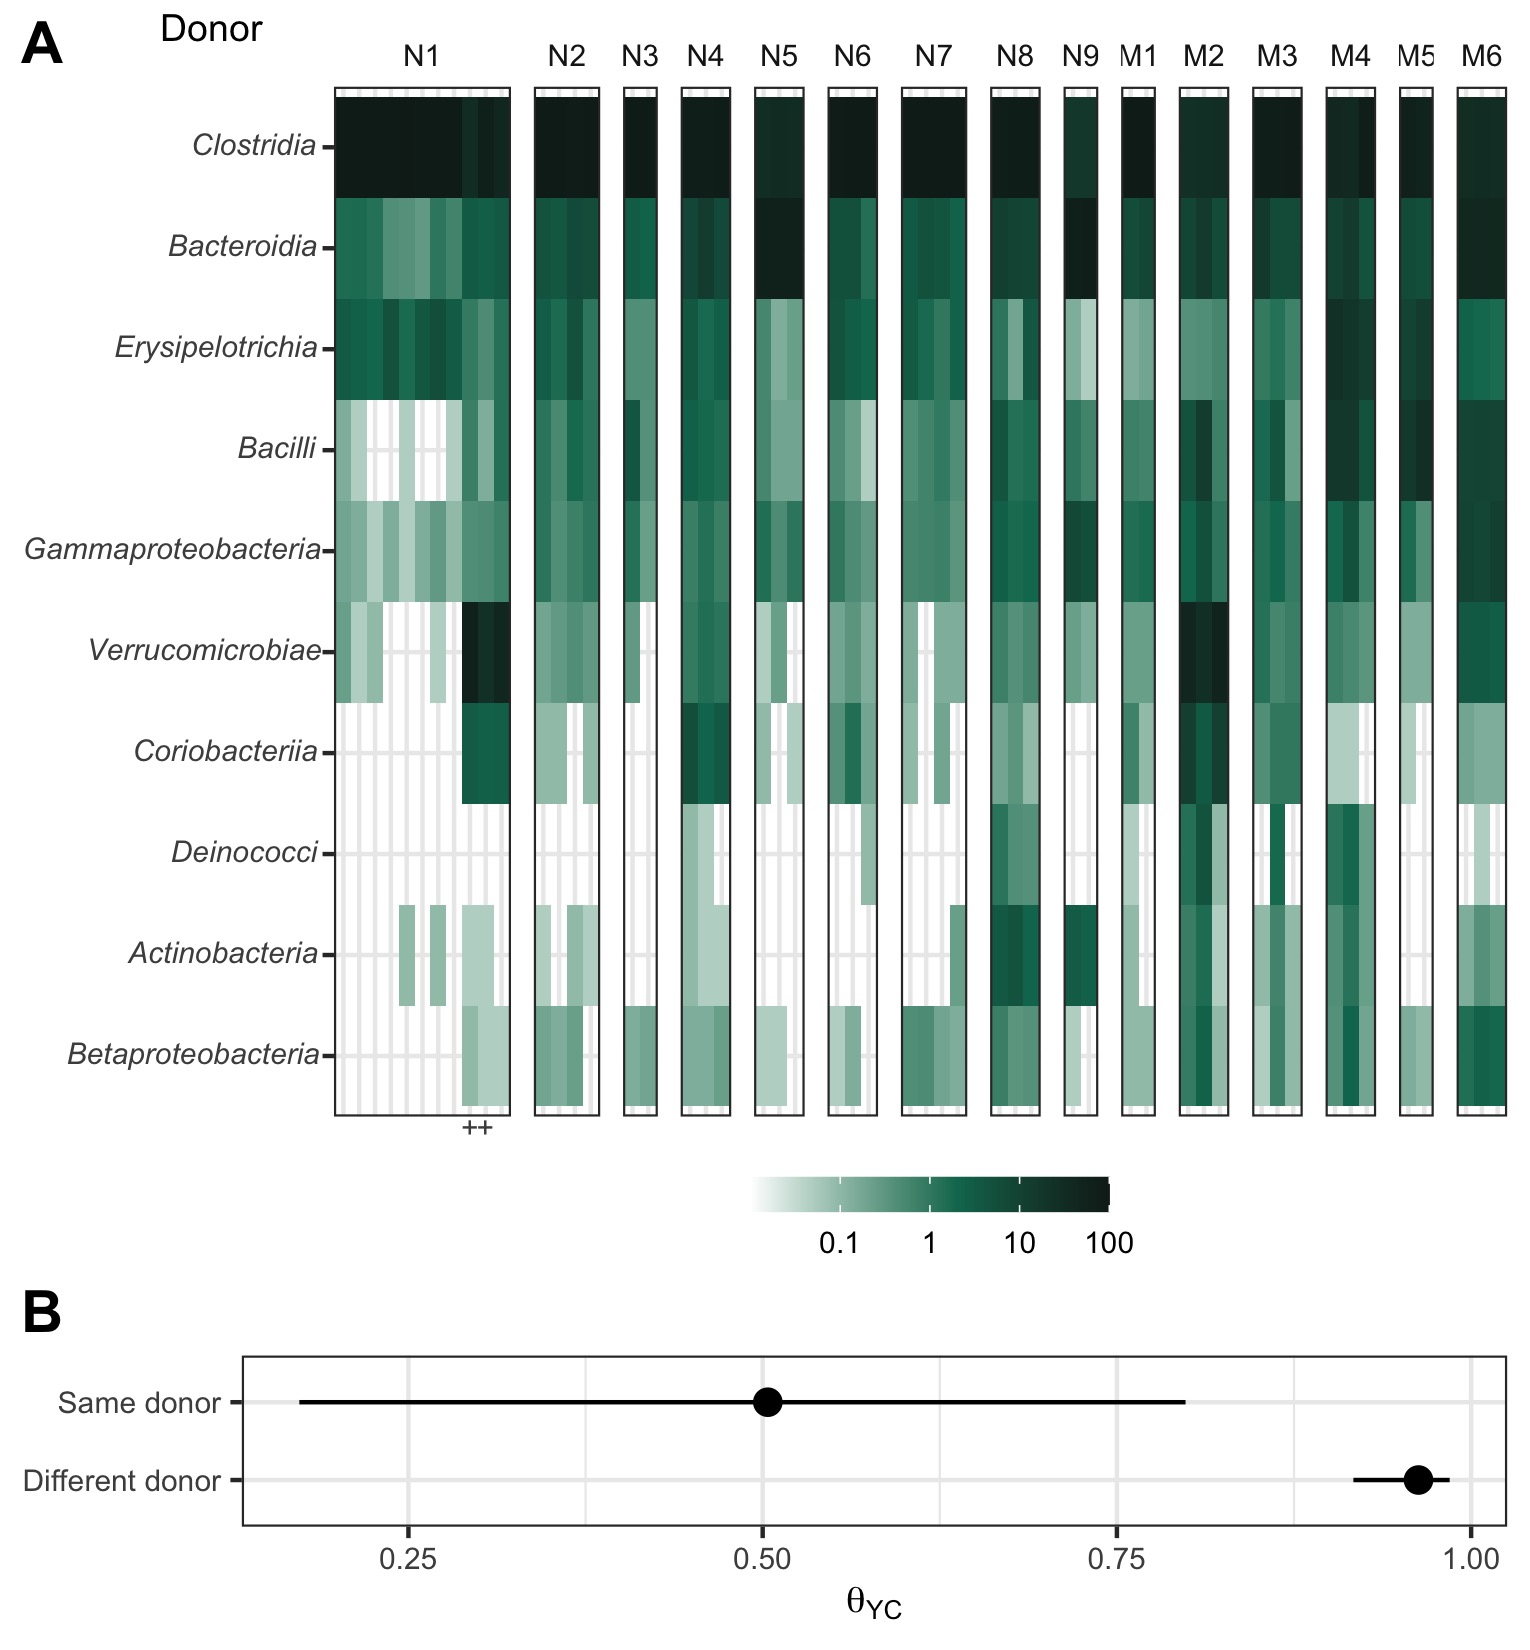 A
Donor
N1 N2 N3 N4 N5 N6 N7 N8 N9 M1 M2 M3 M4 M5 M6
Clostridia
Bacteroidia
Erysipelotrichia
Bacilli
Gammaproteobacteria
Verrucomicrobiae
Coriobacteriia
Deinococci
Actinobacteria
Betaproteobacteria
++
0.1 1 10 100
B
Same donor
Different donor
0.25 0.50 0.75 1.00
θYC